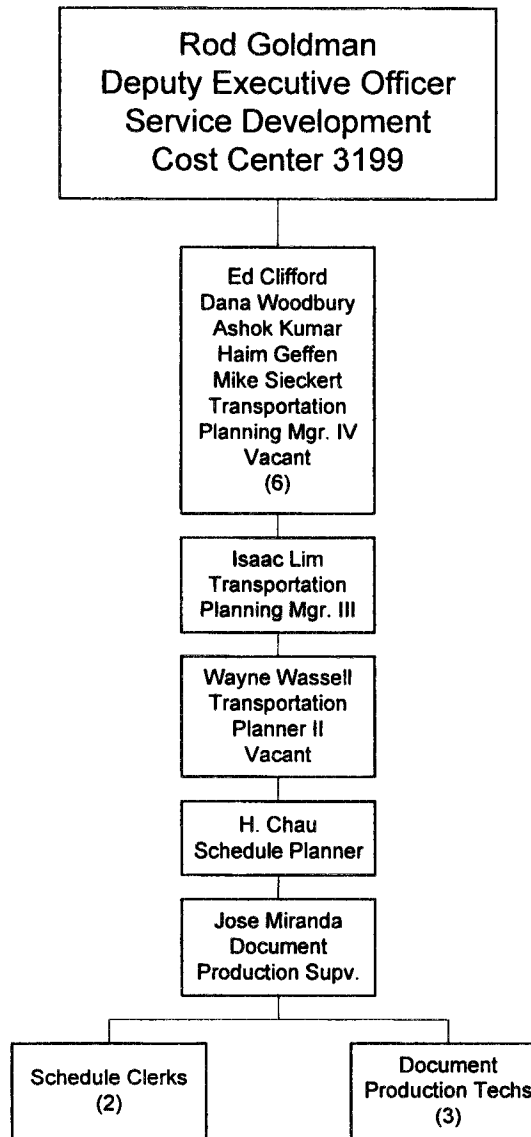 Rod Goldman
Deputy Executive Officer
Service Development
Cost Center 3199
Ed Clifford
Dana Woodbury
Ashok Kumar
Haim Geffen
Mike Sieckert
Transportation
Planning Mgr. IV
Vacant
(6)
Isaac Lim
Transportation
Planning Mgr. III
Wayne Wassell
Transportation
Planner II
Vacant
H. Chau
Schedule Planner
Jose Miranda
Document
Production Supv.
Schedule Clerks
(2)
Document
Production Techs
(3)